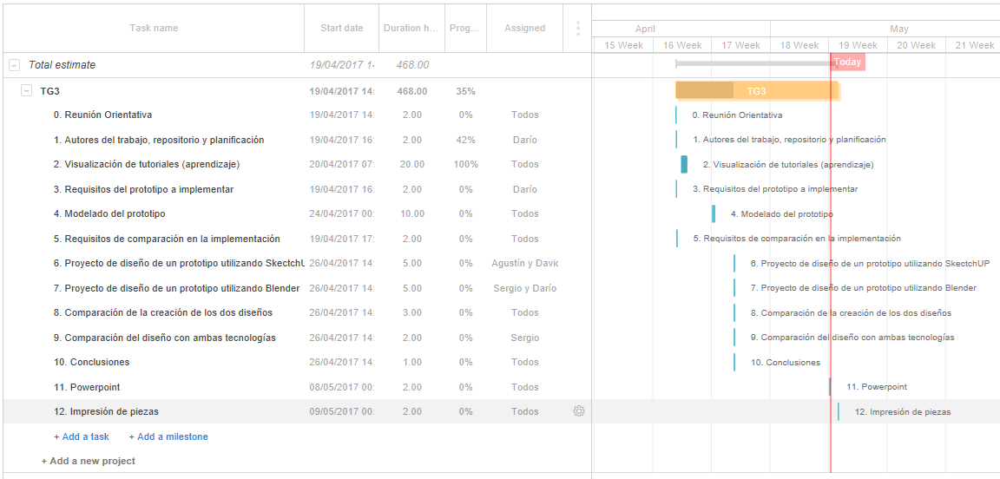 Task name Start date Duration h... Prog... Assigned
April May
15 Week 16 Week 17 Week 18 Week 19 Week 20 Week 21 Week
Total estimate 19/04/2017 14 468.00 Today
TG3 19/04/2017 14: 468.00 35% TG3
0. Reunión Orientativa 19/04/2017 14: 2.00 0% Todos 0. Reunión Orientativa
1. Autores del trabajo, repositorio y planificación 19/04/2017 16: 2.00 42% Darío 1. Autores del trabajo, repositorio y planificación
2. Visualización de tutoriales (aprendizaje) 20/04/2017 07: 20.00 100% Todos 2. Visualización de tutoriales (aprendizaje)
3. Requisitos del prototipo a implementar 19/04/2017 16: 2.00 0% Darío 3. Requisitos del prototipo a implementar
4. Modelado del prototipo 24/04/2017 00: 10.00 0% Todos 4. Modelado del prototipo
5. Requisitos de comparación en la implementación 19/04/2017 17: 2.00 0% Todos 5. Requisitos de comparación en la implementación
6. Proyecto de diseño de un prototipo utilizando SkectchU 26/04/2017 14: 5.00 0% Agustín y David 6. Proyecto de diseño de un prototipo utilizando SkectchUP
7. Proyecto de diseño de un prototipo utilizando Blender 26/04/2017 14: 5.00 0% Sergio y Darío 7. Proyecto de diseño de un prototipo utilizando Blender
8. Comparación de la creación de los dos diseños 26/04/2017 14: 3.00 0% Todos 8. Comparación de la creación de los dos diseños
9. Comparación del diseño con ambas tecnologías 26/04/2017 14: 2.00 0% Sergio 9. Comparación del diseño con ambas tecnologías
10. Conclusiones 26/04/2017 14: 1.00 0% Todos 10. Conclusiones
11. Powerpoint 08/05/2017 00: 2.00 0% Todos 11. Powerpoint
12. Impresión de piezas 09/05/2017 00: 2.00 0% Todos 12. Impresión de piezas
+ Add a task + Add a milestone
+ Add a new project